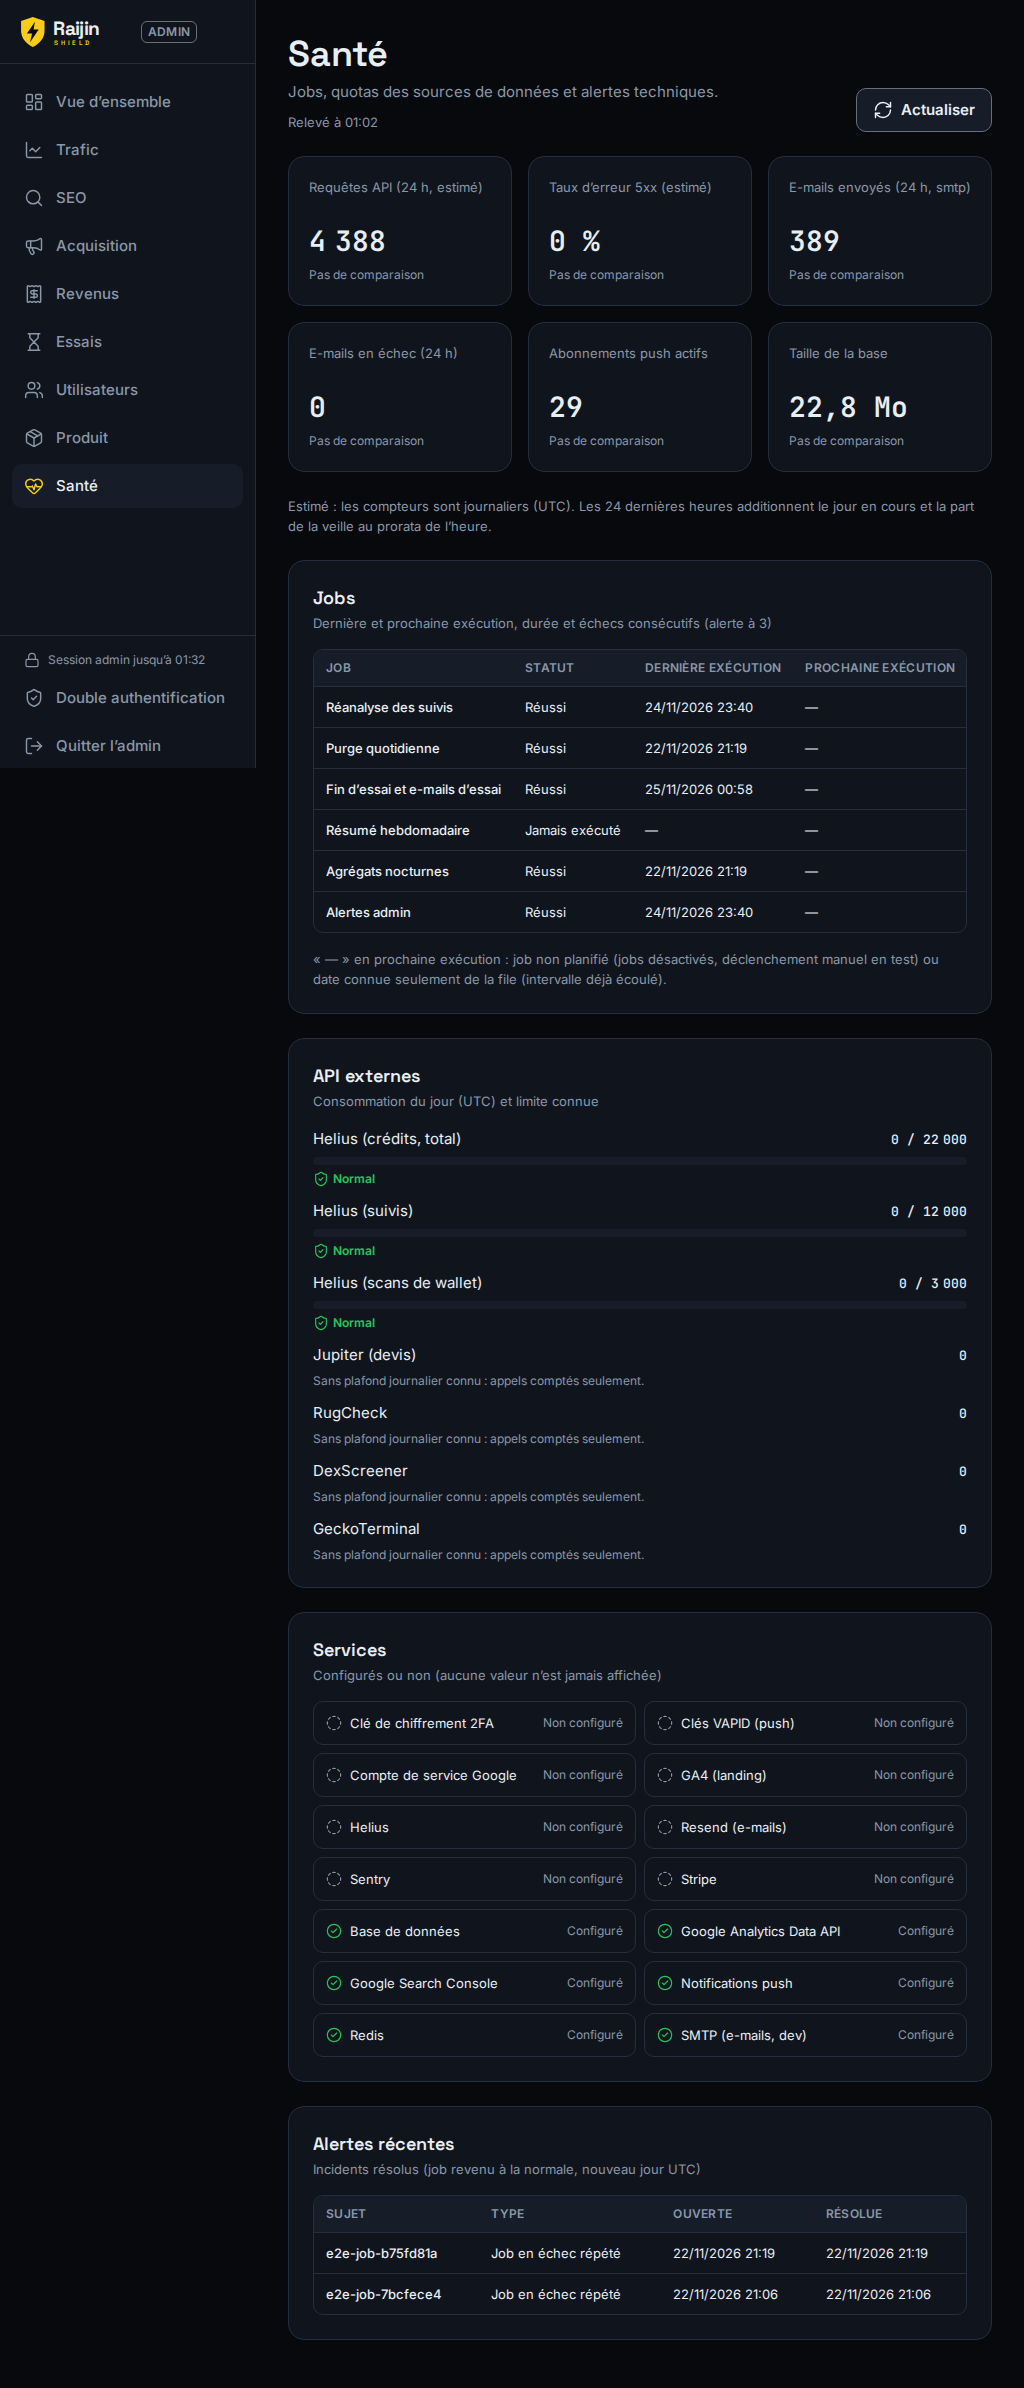 Raijin
SHIELD
ADMIN
Vue d’ensemble
Trafic
SEO
Acquisition
Revenus
Essais
Utilisateurs
Produit
Santé
Session admin jusqu’à 01:32
Double authentification
Quitter l’admin
Santé
Jobs, quotas des sources de données et alertes techniques.
Relevé à 01:02
Actualiser
Requêtes API (24 h, estimé)
4 388
Pas de comparaison
Taux d’erreur 5xx (estimé)
0 %
Pas de comparaison
E-mails envoyés (24 h, smtp)
389
Pas de comparaison
E-mails en échec (24 h)
0
Pas de comparaison
Abonnements push actifs
29
Pas de comparaison
Taille de la base
22,8 Mo
Pas de comparaison
Estimé : les compteurs sont journaliers (UTC). Les 24 dernières heures additionnent le jour en cours et la part
de la veille au prorata de l’heure.
Jobs
Dernière et prochaine exécution, durée et échecs consécutifs (alerte à 3)
JOB STATUT DERNIÈRE EXÉCUTION PROCHAINE EXÉCUTION
Réanalyse des suivis Réussi 24/11/2026 23:40 —
Purge quotidienne Réussi 22/11/2026 21:19 —
Fin d’essai et e-mails d’essai Réussi 25/11/2026 00:58 —
Résumé hebdomadaire Jamais exécuté — —
Agrégats nocturnes Réussi 22/11/2026 21:19 —
Alertes admin Réussi 24/11/2026 23:40 —
« — » en prochaine exécution : job non planifié (jobs désactivés, déclenchement manuel en test) ou
date connue seulement de la file (intervalle déjà écoulé).
API externes
Consommation du jour (UTC) et limite connue
Helius (crédits, total) 0 / 22 000
Normal
Helius (suivis) 0 / 12 000
Normal
Helius (scans de wallet) 0 / 3 000
Normal
Jupiter (devis) 0
Sans plafond journalier connu : appels comptés seulement.
RugCheck 0
Sans plafond journalier connu : appels comptés seulement.
DexScreener 0
Sans plafond journalier connu : appels comptés seulement.
GeckoTerminal 0
Sans plafond journalier connu : appels comptés seulement.
Services
Configurés ou non (aucune valeur n’est jamais affichée)
Clé de chiffrement 2FA Non configuré
Clés VAPID (push) Non configuré
Compte de service Google Non configuré
GA4 (landing) Non configuré
Helius Non configuré
Resend (e-mails) Non configuré
Sentry Non configuré
Stripe Non configuré
Base de données Configuré
Google Analytics Data API Configuré
Google Search Console Configuré
Notifications push Configuré
Redis Configuré
SMTP (e-mails, dev) Configuré
Alertes récentes
Incidents résolus (job revenu à la normale, nouveau jour UTC)
SUJET TYPE OUVERTE RÉSOLUE
e2e-job-b75fd81a Job en échec répété 22/11/2026 21:19 22/11/2026 21:19
e2e-job-7bcfece4 Job en échec répété 22/11/2026 21:06 22/11/2026 21:06